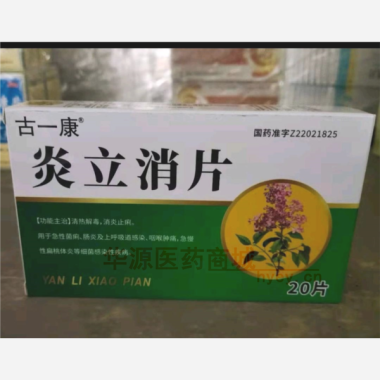 古一康®
国药准字Z22021825
炎立消片
【功能主治】清热解毒，消炎止痢。
用于急性菌痢、肠炎及上呼吸道感染，咽喉肿痛，急慢
性扁桃体炎等细菌感染性疾病
华源医药商城
YAN LI XIAO PIAN
20片